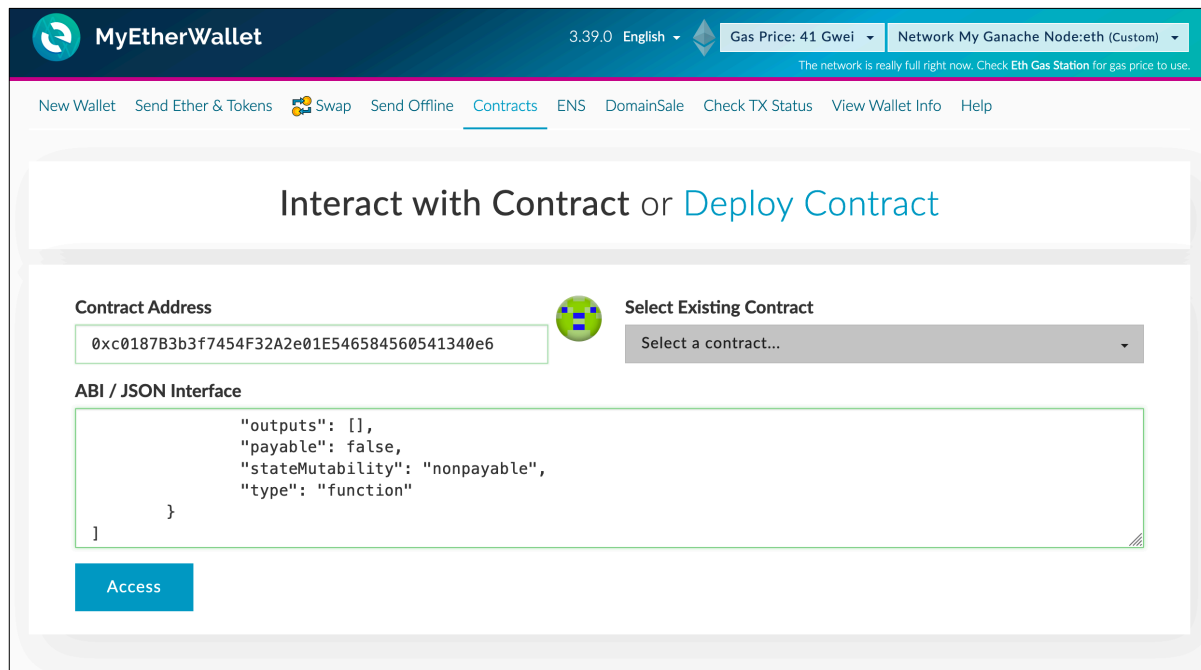 MyEtherWallet
3.39.0 English
Gas Price: 41 Gwei
Network My Ganache Node:eth (Custom)
The network is really full right now. Check Eth Gas Station for gas price to use.
New Wallet Send Ether & Tokens Swap Send Offline Contracts ENS DomainSale Check TX Status View Wallet Info Help
Interact with Contract or Deploy Contract
Contract Address
0xc0187B3b3f7454F32A2e01E546584560541340e6
Select Existing Contract
Select a contract...
ABI / JSON Interface
"outputs": [],
"payable": false,
"stateMutability": "nonpayable",
"type": "function"
}
]
Access